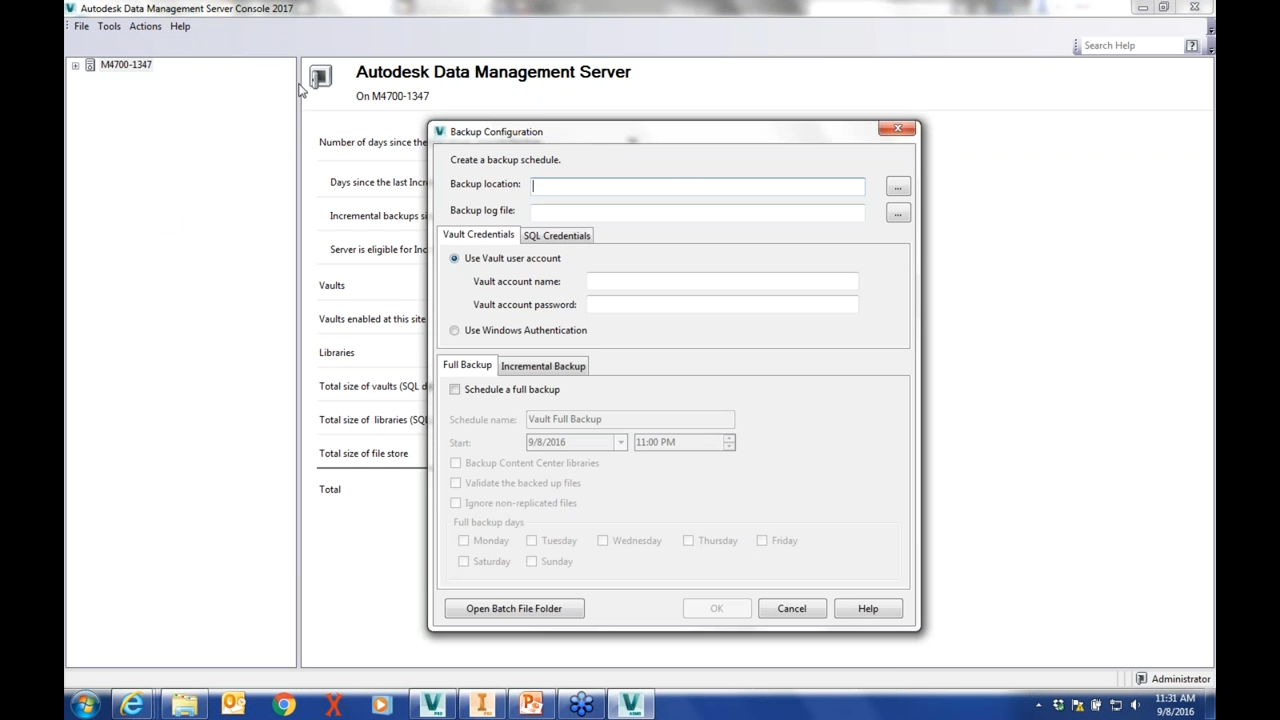 Autodesk Data Management Server Console 2017
File Tools Actions Help
Search Help
M4700-1347
Autodesk Data Management Server
On M4700-1347
Number of days since the
Days since the last Incre
Incremental backups si
Server is eligible for Inc
Vaults
Vaults enabled at this site
Libraries
Total size of vaults (SQL d
Total size of libraries (SQL
Total size of file store
Total
Backup Configuration
Create a backup schedule.
Backup location: ...
Backup log file: ...
Vault Credentials SQL Credentials
Use Vault user account
Vault account name:
Vault account password:
Use Windows Authentication
Full Backup Incremental Backup
Schedule a full backup
Schedule name: Vault Full Backup
Start: 9/8/2016 11:00 PM
Backup Content Center libraries
Validate the backed up files
Ignore non-replicated files
Full backup days
Monday Tuesday Wednesday Thursday Friday
Saturday Sunday
Open Batch File Folder OK Cancel Help
Administrator
11:31 AM
9/8/2016